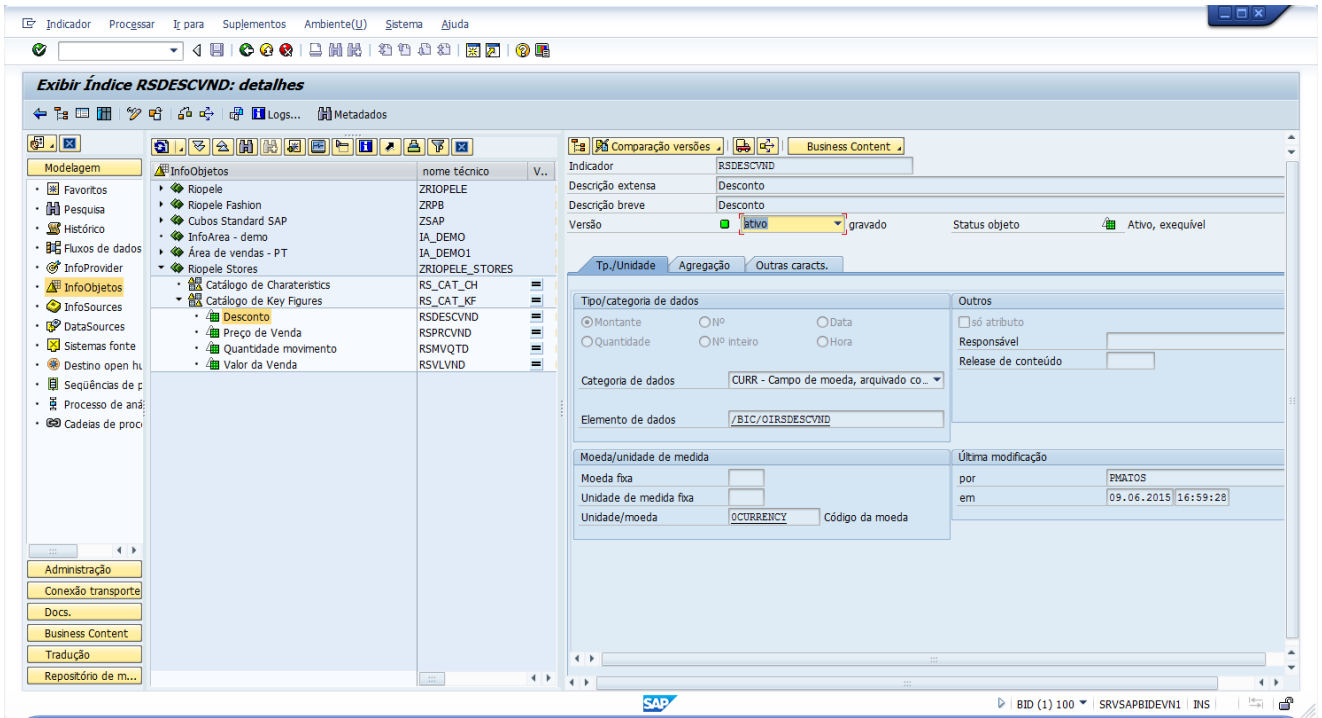 Indicador Processar Ir para Suplementos Ambiente(U) Sistema Ajuda
Exibir Índice RSDESCVND: detalhes
Logs... Metadados
Modelagem
Favoritos
Pesquisa
Histórico
Fluxos de dados
InfoProvider
InfoObjetos
InfoSources
DataSources
Sistemas fonte
Destino open hu
Seqüências de p
Processo de aná
Cadeias de proc
Administração
Conexão transporte
Docs.
Business Content
Tradução
Repositório de m...
InfoObjetos nome técnico V..
Riopele ZRIOPELE
Riopele Fashion ZRPB
Cubos Standard SAP ZSAP
InfoArea - demo IA_DEMO
Área de vendas - PT IA_DEMO1
Riopele Stores ZRIOPELE_STORES
Catálogo de Charateristics RS_CAT_CH
Catálogo de Key Figures RS_CAT_KF
Desconto RSDESCVND
Preço de Venda RSPRCVND
Quantidade movimento RSMVQTD
Valor da Venda RSVLVND
Comparação versões Business Content
Indicador RSDESCVND
Descrição extensa Desconto
Descrição breve Desconto
Versão ativo gravado Status objeto Ativo, exequível
Tp./Unidade Agregação Outras caracts.
Tipo/categoria de dados
Montante Nº Data
Quantidade Nº inteiro Hora
Categoria de dados CURR - Campo de moeda, arquivado co...
Elemento de dados /BIC/OIRSDESCVND
Outros
só atributo
Responsável
Release de conteúdo
Moeda/unidade de medida
Moeda fixa
Unidade de medida fixa
Unidade/moeda 0CURRENCY Código da moeda
Última modificação
por PMATOS
em 09.06.2015 16:59:28
SAP BID (1) 100 SRVSAPBIDEVN1 INS